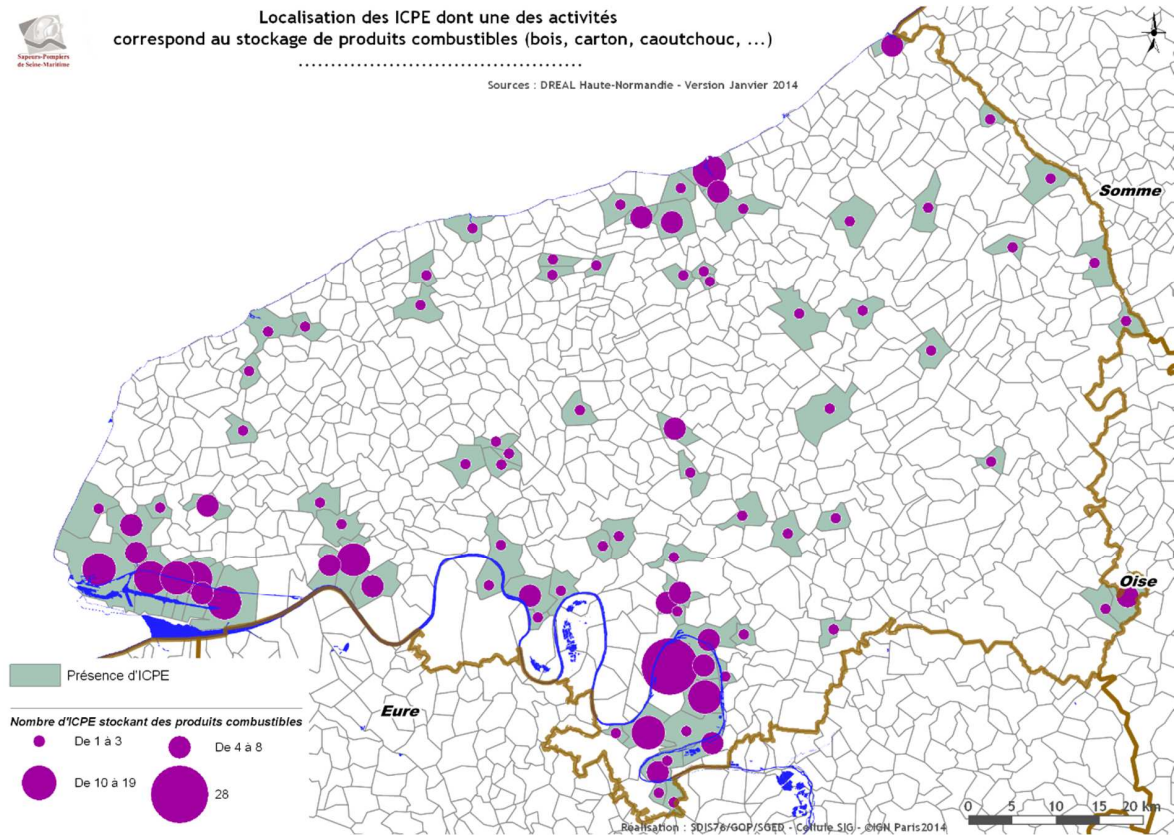 Localisation des ICPE dont une des activités
correspond au stockage de produits combustibles (bois, carton, caoutchouc, ...)
Sapeurs-Pompiers
de Seine-Maritime
Sources : DREAL Haute-Normandie - Version Janvier 2014
Somme
Oise
Eure
Présence d'ICPE
Nombre d'ICPE stockant des produits combustibles
De 1 à 3
De 4 à 8
De 10 à 19
28
0 5 10 15 20 km
Réalisation : SDIS76/GOP/SGED - Cellule SIG - ©IGN Paris2014